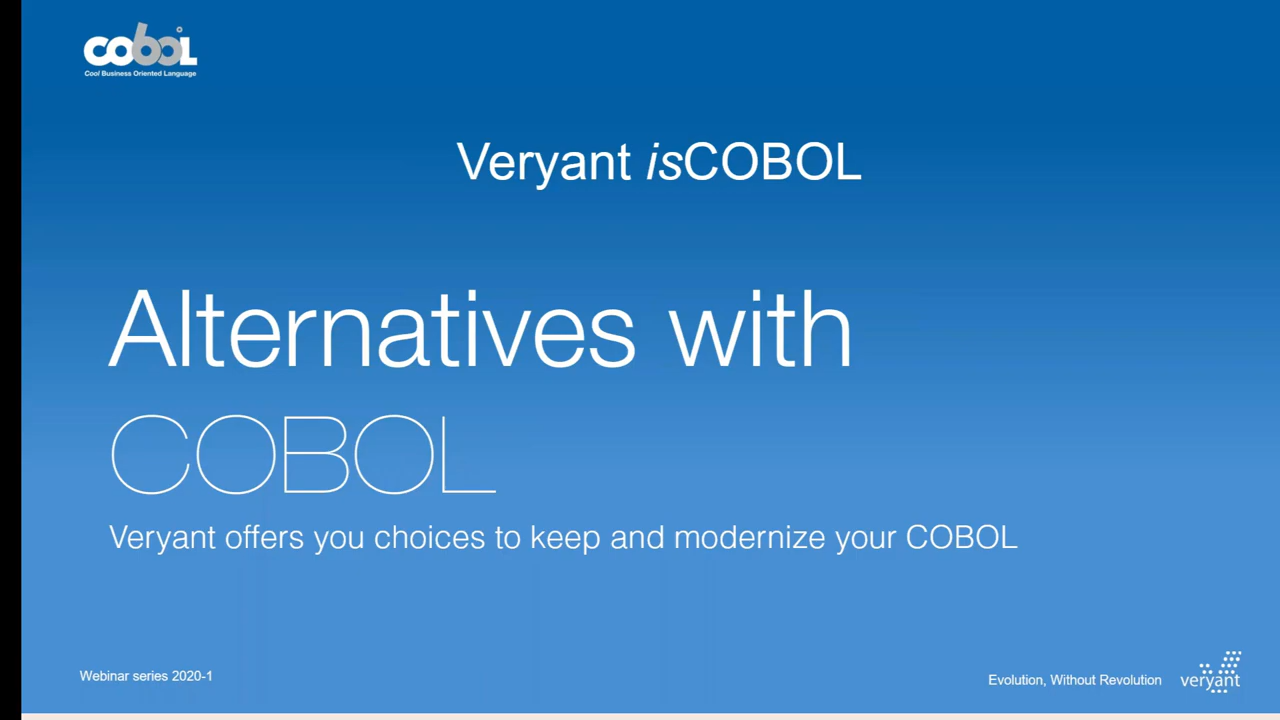 cobol
Cool Business Oriented Language
Veryant isCOBOL
Alternatives with
COBOL
Veryant offers you choices to keep and modernize your COBOL
Webinar series 2020-1
Evolution, Without Revolution
veryant